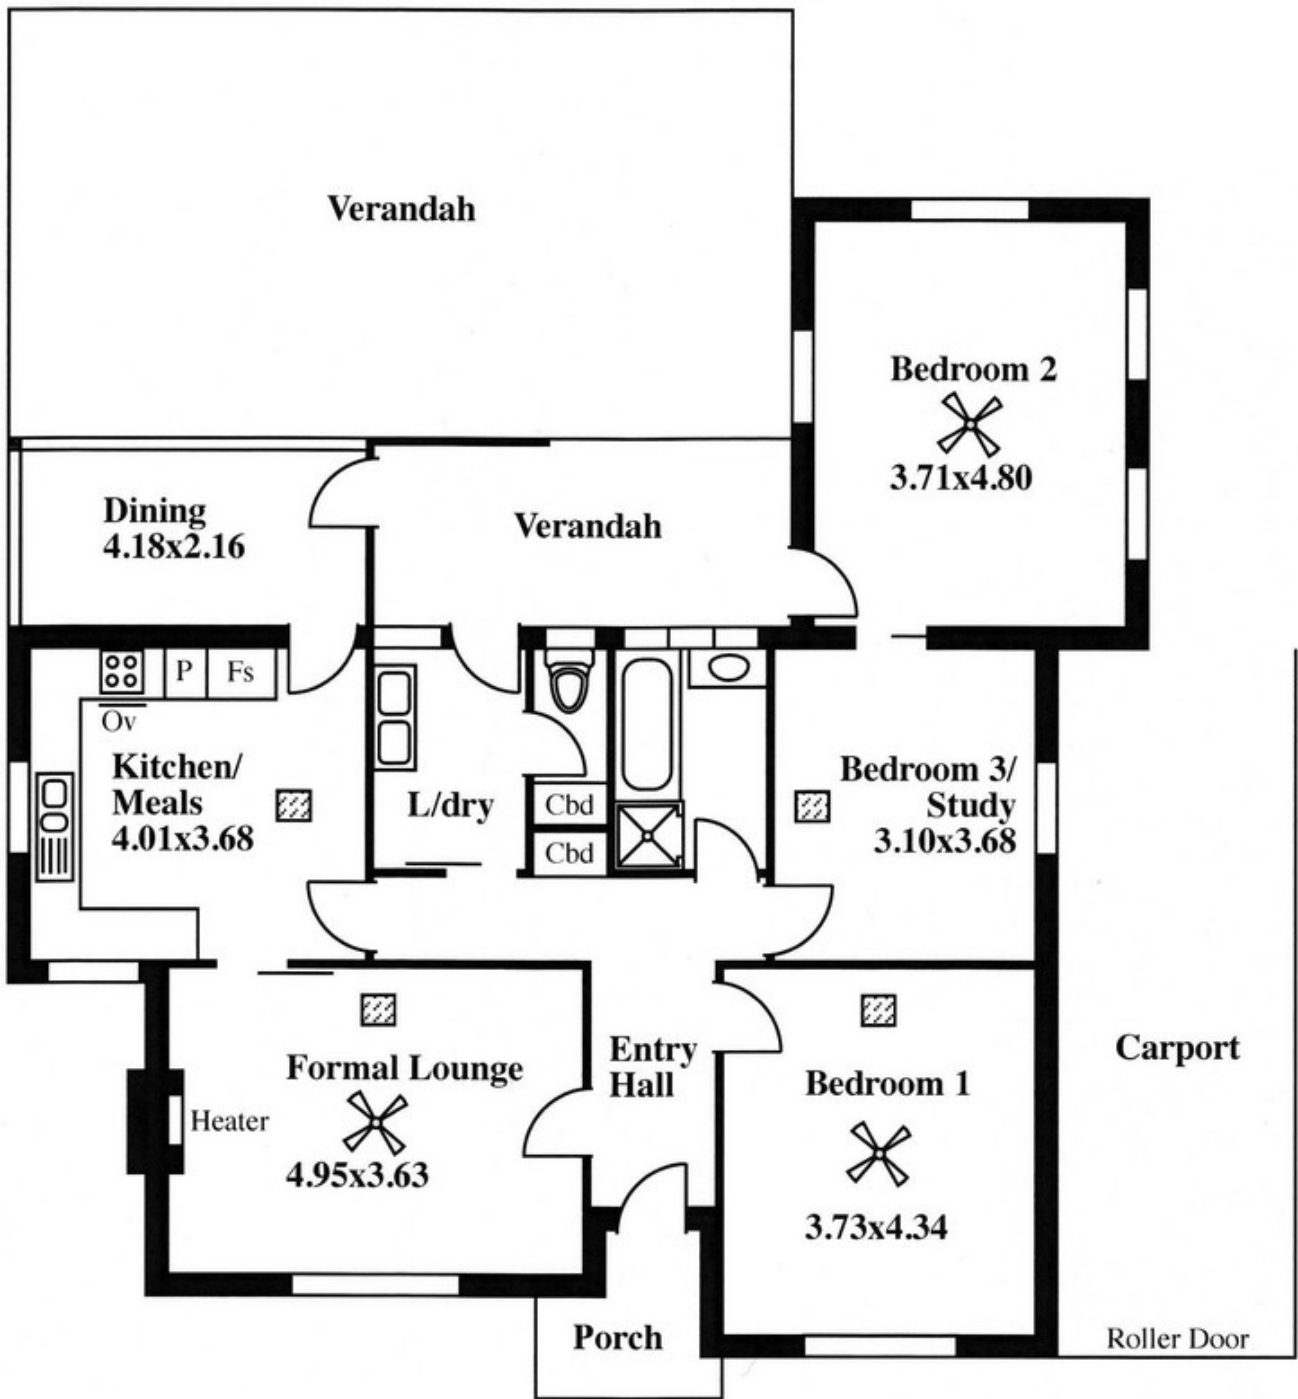 Verandah
Bedroom 2
3.71x4.80
Dining
4.18x2.16
Verandah
P
Fs
Ov
Kitchen/
Meals
4.01x3.68
L/dry
Cbd
Cbd
Bedroom 3/
Study
3.10x3.68
Formal Lounge
Heater
4.95x3.63
Entry
Hall
Bedroom 1
3.73x4.34
Carport
Porch
Roller Door